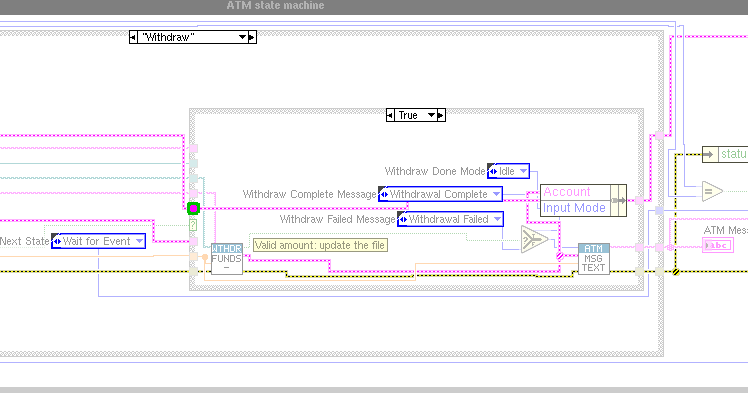 ATM state machine
"Withdraw"
True
statu
Withdraw Done Mode
Idle
Withdraw Complete Message
Withdrawal Complete
Account
Input Mode
Withdraw Failed Message
Withdrawal Failed
?
=
ATM Mess
abc
Next State
Wait for Event
WTHDR
FUNDS
–
Valid amount: update the file
T
?
F
ATM
MSG
TEXT